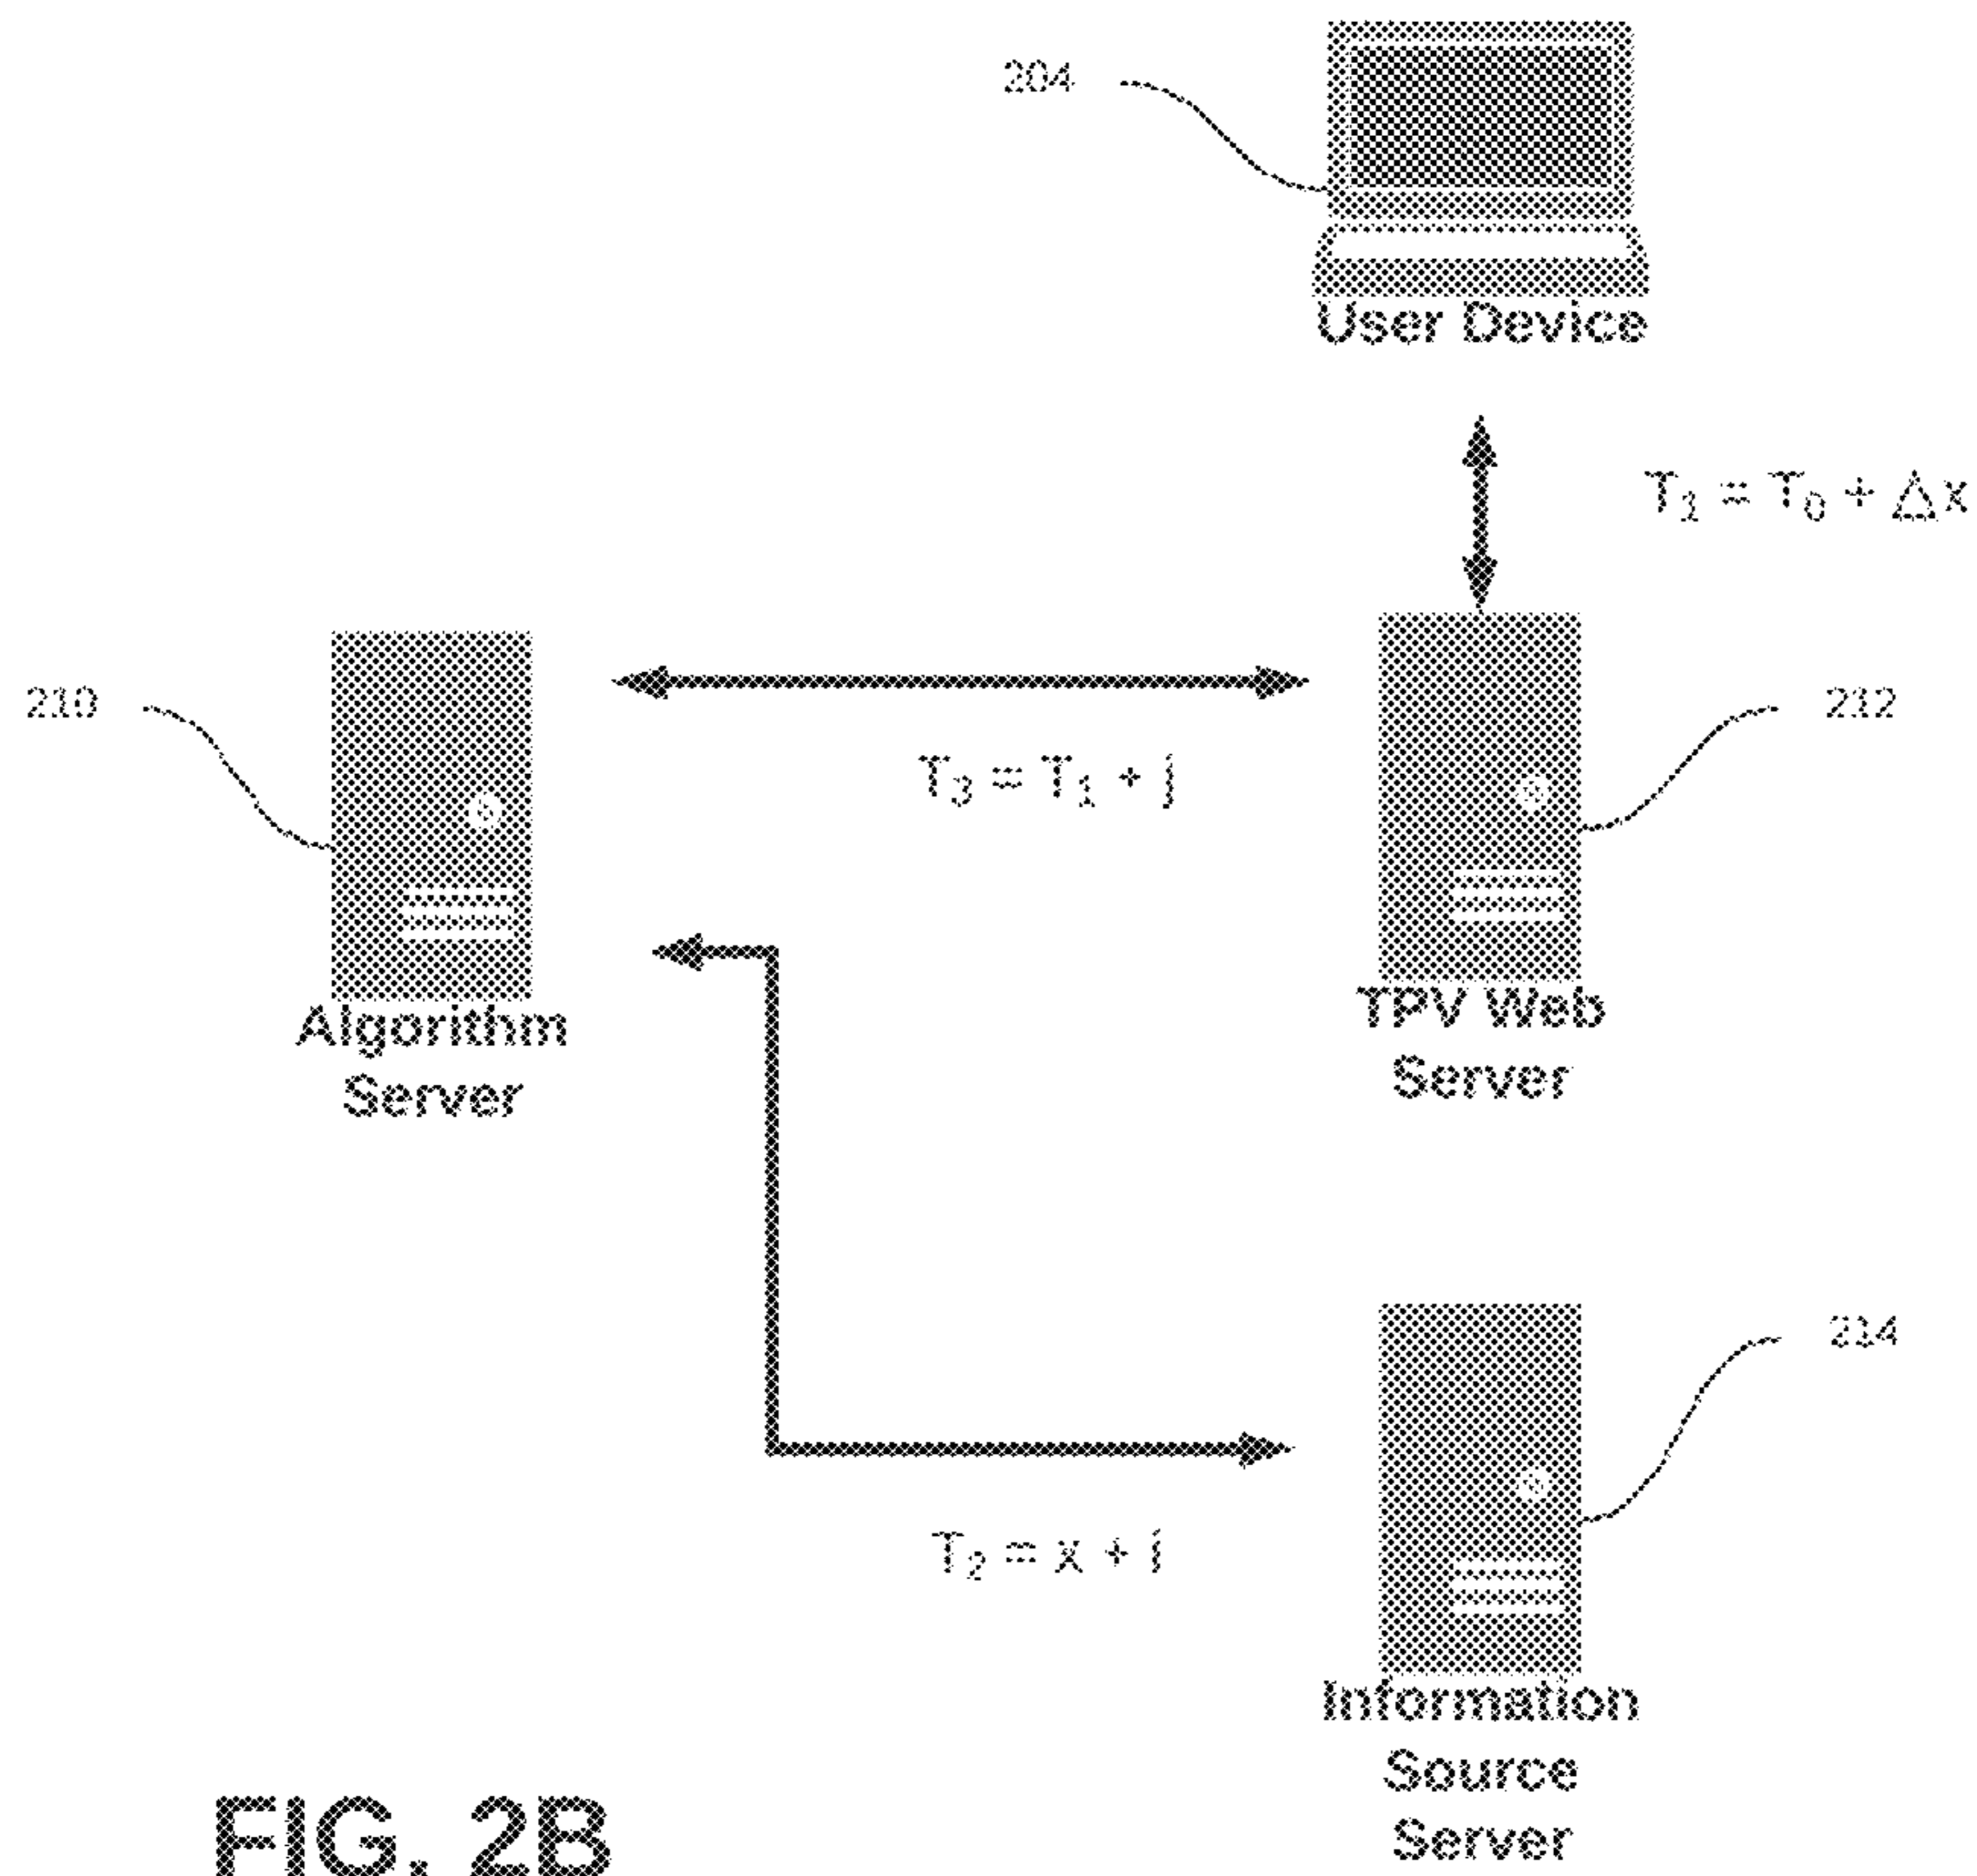 204
User Device
T₁ = T₀ + Δx
210
212
T₃ = T₁ + j
Algorithm
Server
TPV Web
Server
214
T₂ = x + i
Information
Source
Server
FIG. 2B